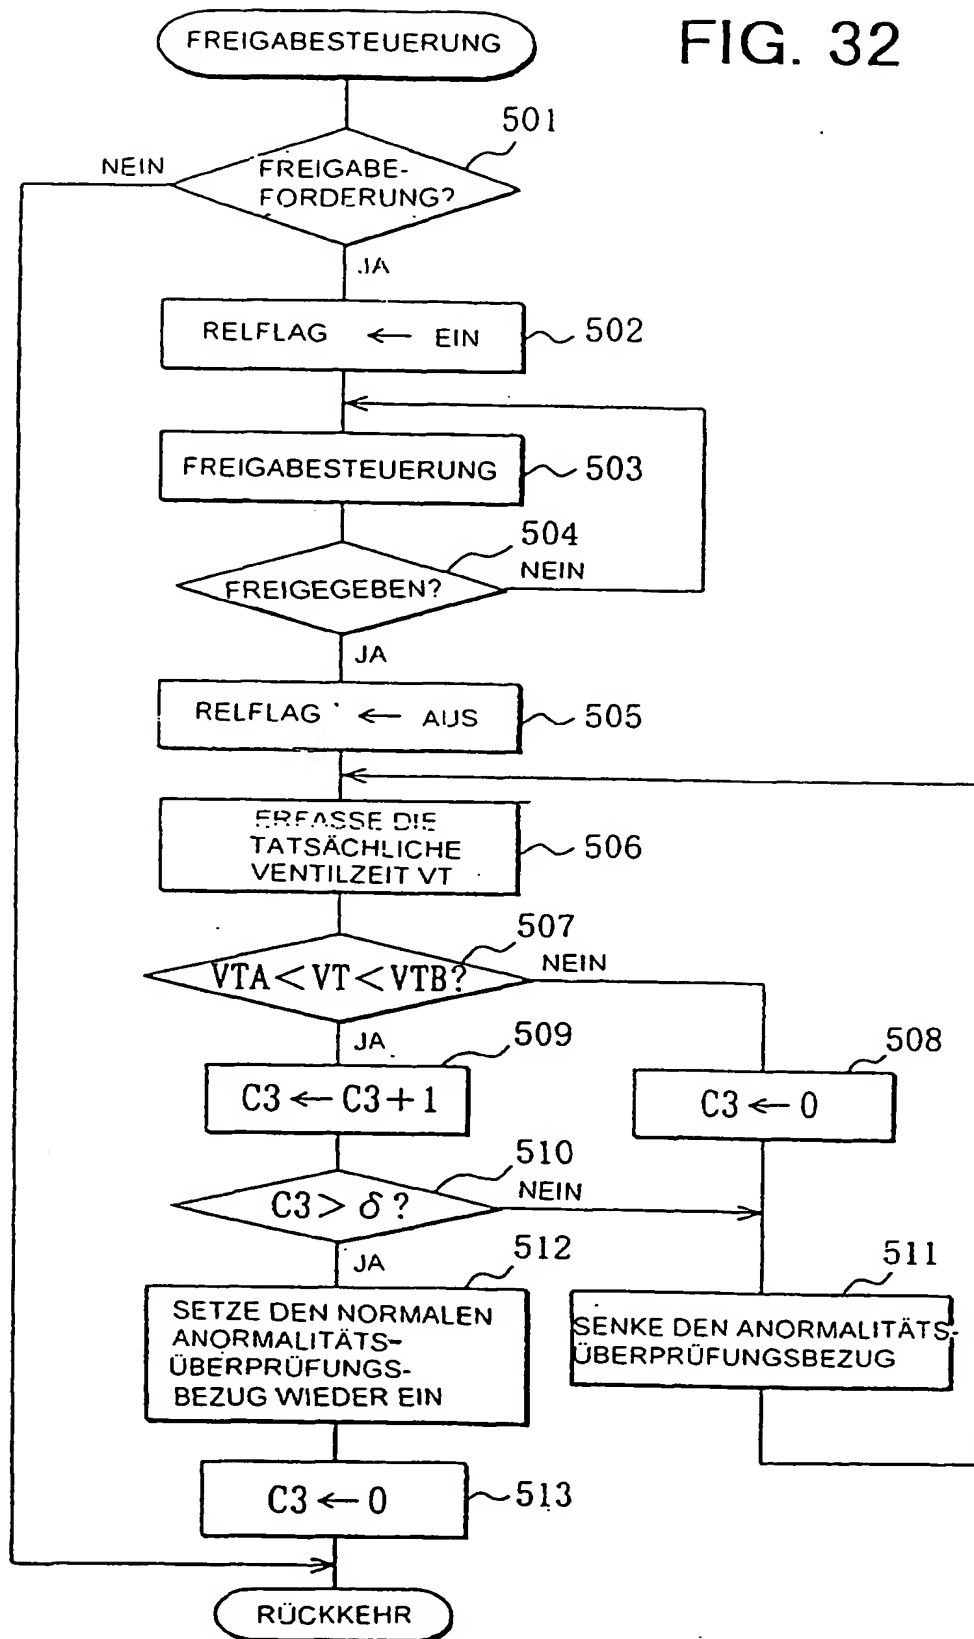 FREIGABESTEUERUNG
FIG. 32
501
NEIN
FREIGABE-
FORDERUNG?
JA
RELFLAG ← EIN
502
FREIGABESTEUERUNG
503
504
FREIGEGEBEN?
NEIN
JA
RELFLAG ← AUS
505
ERFASSE DIE
TATSÄCHLICHE
VENTILZEIT VT
506
507
VTA < VT < VTB?
NEIN
JA
509
C3 ← C3 + 1
508
C3 ← 0
510
C3 > δ ?
NEIN
JA
512
SETZE DEN NORMALEN
ANORMALITÄTS-
ÜBERPRÜFUNGS-
BEZUG WIEDER EIN
511
SENKE DEN ANORMALITÄTS-
ÜBERPRÜFUNGSBEZUG
C3 ← 0
513
RÜCKKEHR